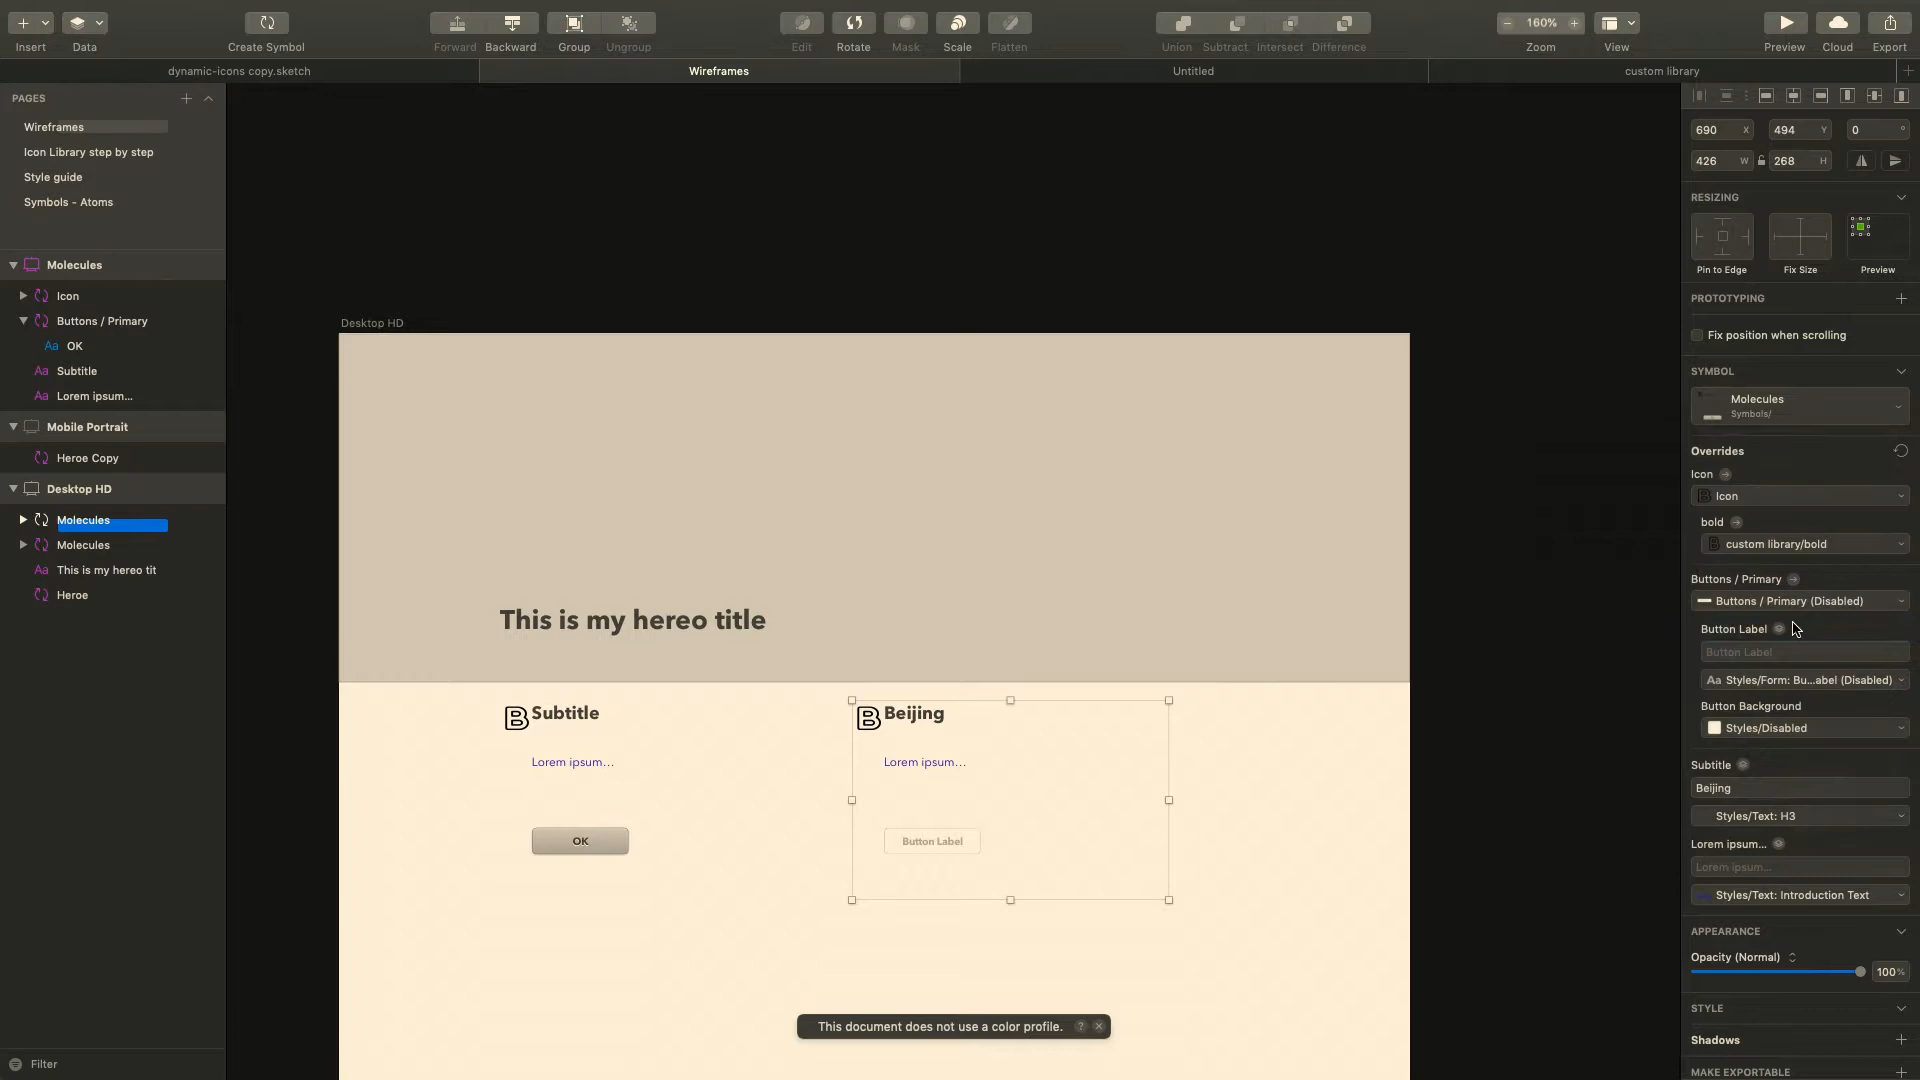 Insert
Data
Create Symbol
Forward
Backward
Group
Ungroup
Edit
Rotate
Mask
Scale
Flatten
Union
Subtract
Intersect
Difference
160%
Zoom
View
Preview
Cloud
Export
dynamic-icons copy.sketch
Wireframes
Untitled
custom library
PAGES
Wireframes
Icon Library step by step
Style guide
Symbols - Atoms
Molecules
Icon
Buttons / Primary
Aa OK
Aa Subtitle
Aa Lorem ipsum...
Mobile Portrait
Heroe Copy
Desktop HD
Molecules
Molecules
Aa This is my hereo tit
Heroe
Filter
Desktop HD
This is my hereo title
B Subtitle
Lorem ipsum...
OK
B Beijing
Lorem ipsum...
Button Label
This document does not use a color profile. ?
690 X 494 Y 0 °
426 W 268 H
RESIZING
Pin to Edge
Fix Size
Preview
PROTOTYPING
Fix position when scrolling
SYMBOL
Molecules
Symbols/
Overrides
Icon
B Icon
bold
B custom library/bold
Buttons / Primary
Buttons / Primary (Disabled)
Button Label
Button Label
Aa Styles/Form: Bu...abel (Disabled)
Button Background
Styles/Disabled
Subtitle
Beijing
Styles/Text: H3
Lorem ipsum...
Lorem ipsum...
Styles/Text: Introduction Text
APPEARANCE
Opacity (Normal)
100%
STYLE
Shadows
MAKE EXPORTABLE